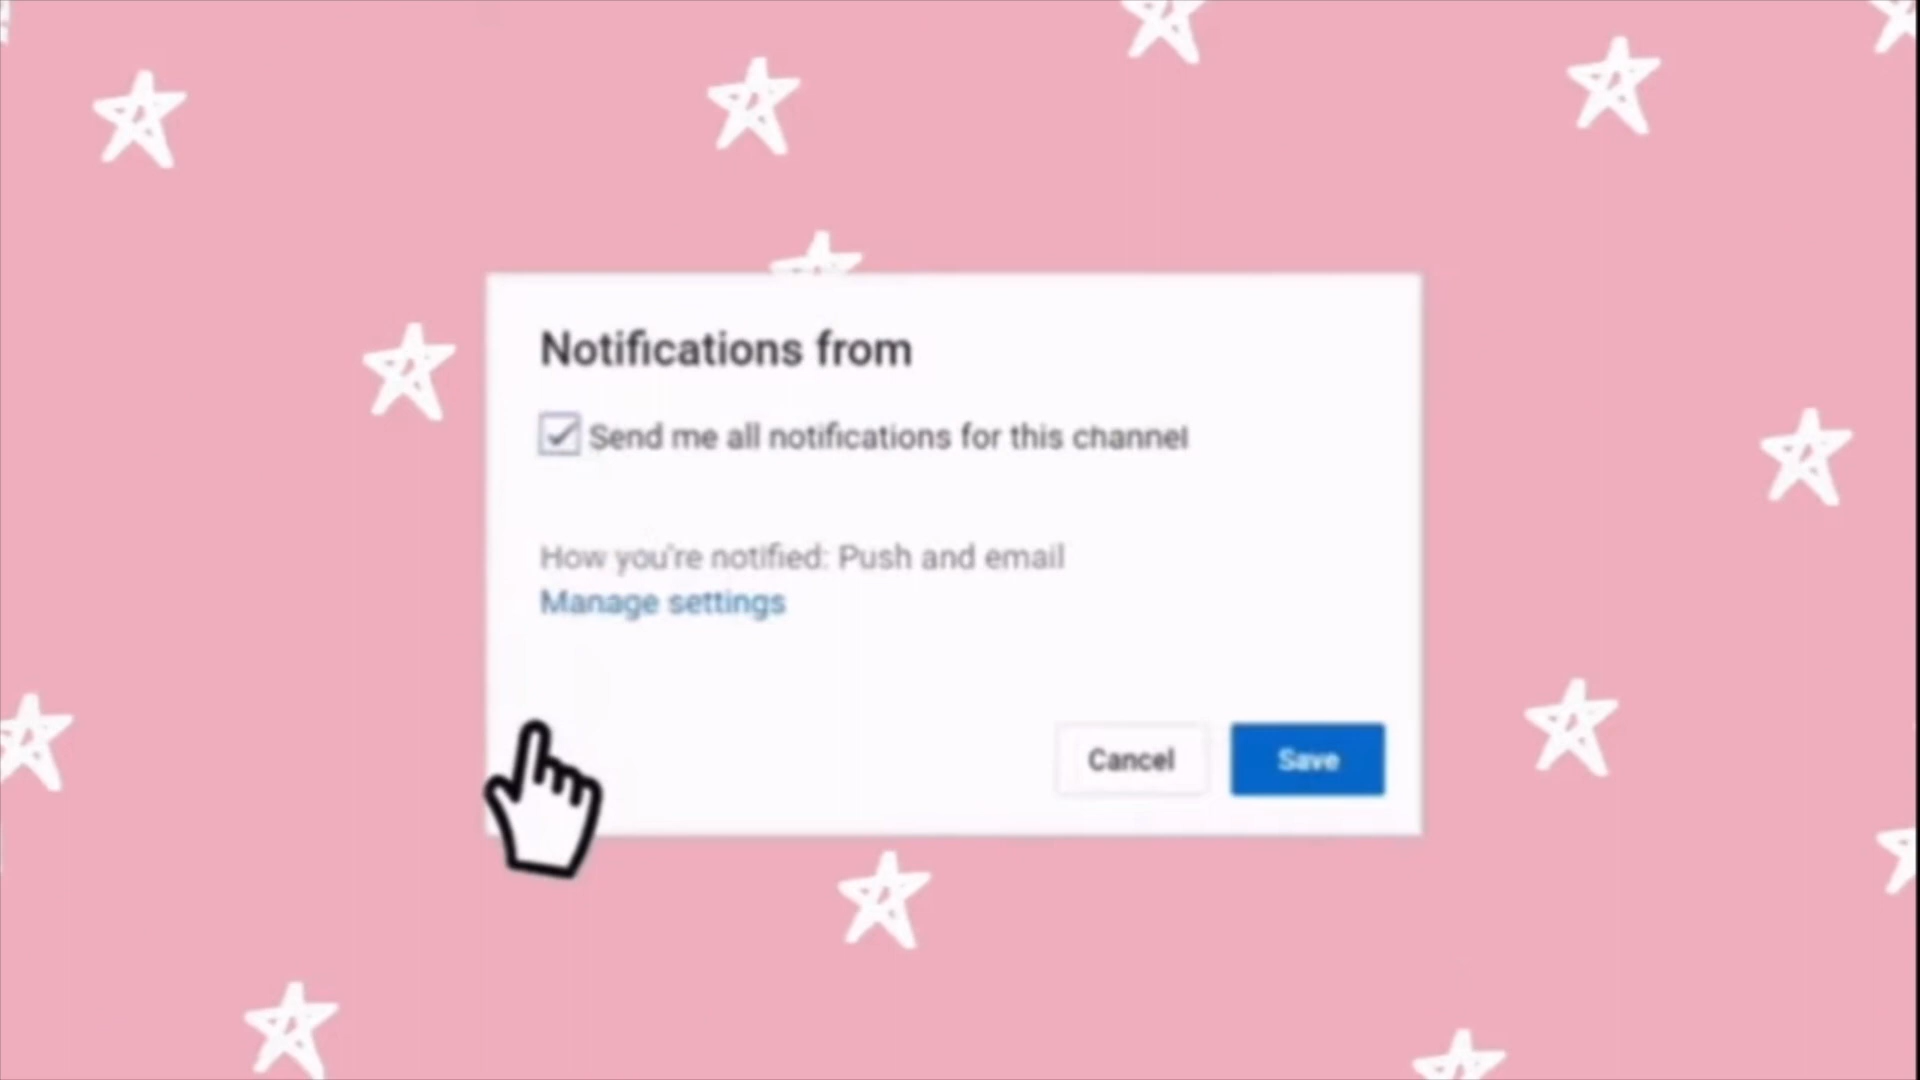 Notifications from
Send me all notifications for this channel
How you're notified: Push and email
Manage settings
Cancel
Save